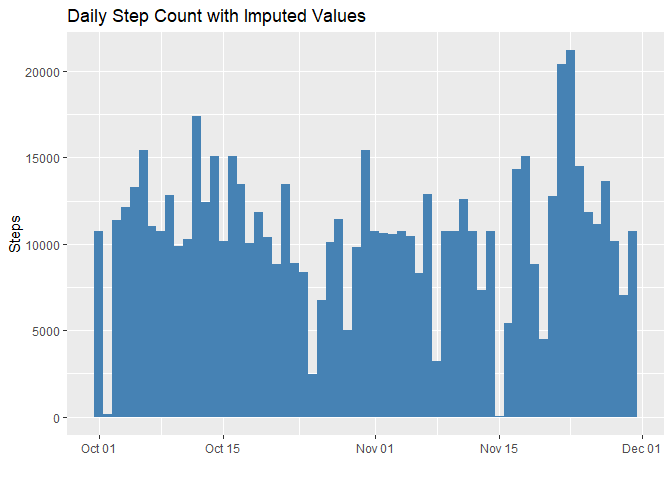 Daily Step Count with Imputed Values
20000
15000
10000
5000
0
Steps
Oct 01 Oct 15 Nov 01 Nov 15 Dec 01